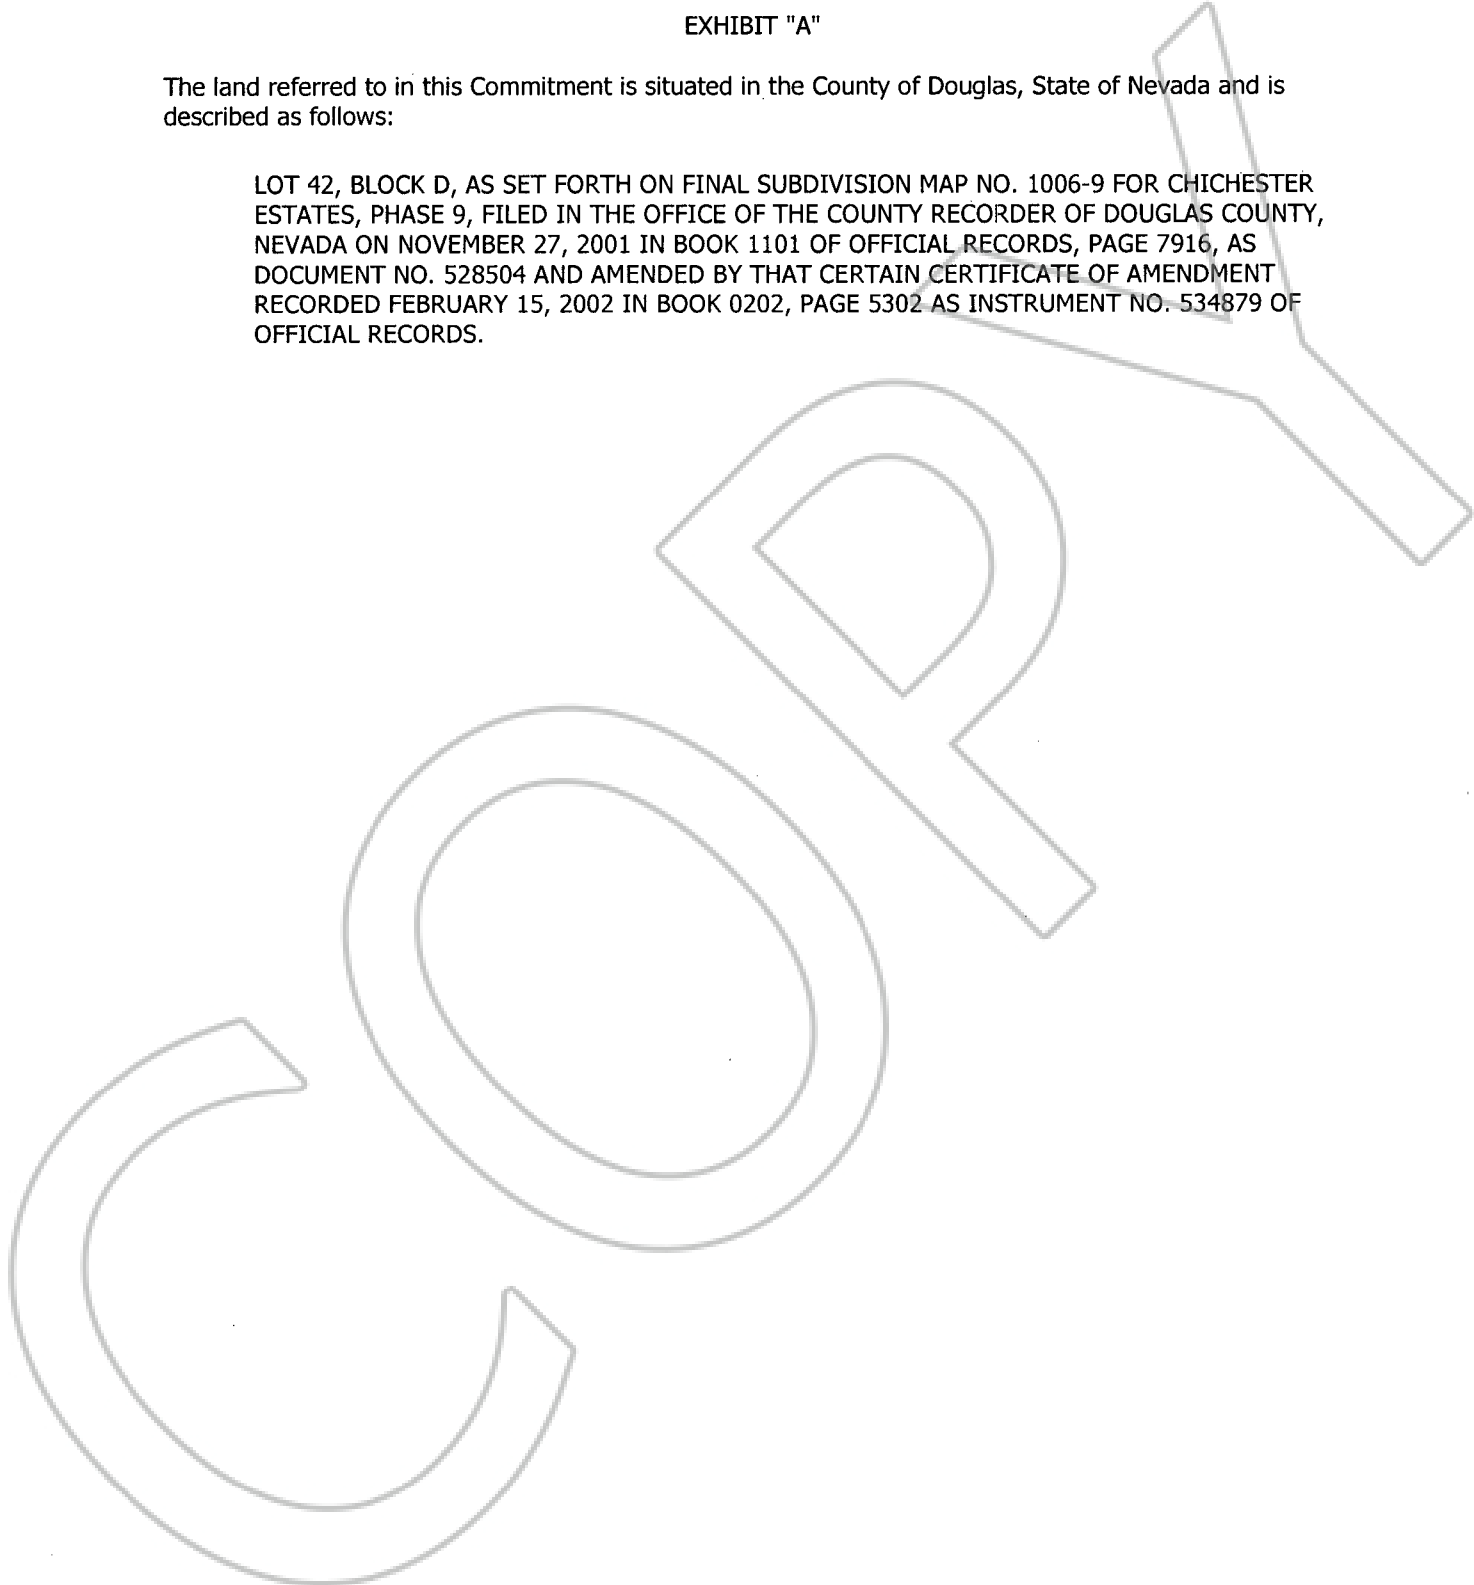 EXHIBIT "A"
The land referred to in this Commitment is situated in the County of Douglas, State of Nevada and is
described as follows:
LOT 42, BLOCK D, AS SET FORTH ON FINAL SUBDIVISION MAP NO. 1006-9 FOR CHICHESTER
ESTATES, PHASE 9, FILED IN THE OFFICE OF THE COUNTY RECORDER OF DOUGLAS COUNTY,
NEVADA ON NOVEMBER 27, 2001 IN BOOK 1101 OF OFFICIAL RECORDS, PAGE 7916, AS
DOCUMENT NO. 528504 AND AMENDED BY THAT CERTAIN CERTIFICATE OF AMENDMENT
RECORDED FEBRUARY 15, 2002 IN BOOK 0202, PAGE 5302 AS INSTRUMENT NO. 534879 OF
OFFICIAL RECORDS.
COPY